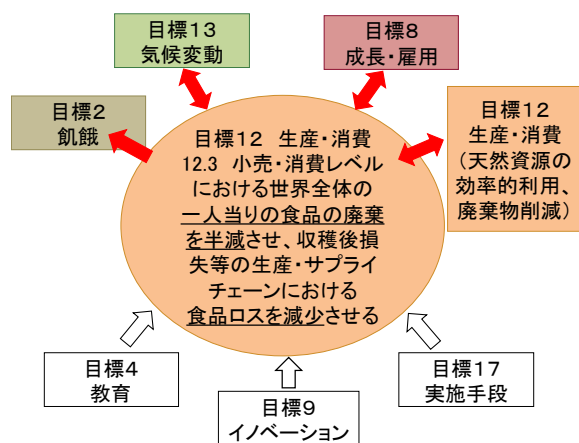 目標13
気候変動
目標8
成長・雇用
目標2
飢餓
目標12
生産・消費
(天然資源の
効率的利用、
廃棄物削減)
目標12 生産・消費
12.3 小売・消費レベル
における世界全体の
一人当りの食品の廃棄
を半減させ、収穫後損
失等の生産・サプライ
チェーンにおける
食品ロスを減少させる
目標4
教育
目標9
イノベーション
目標17
実施手段